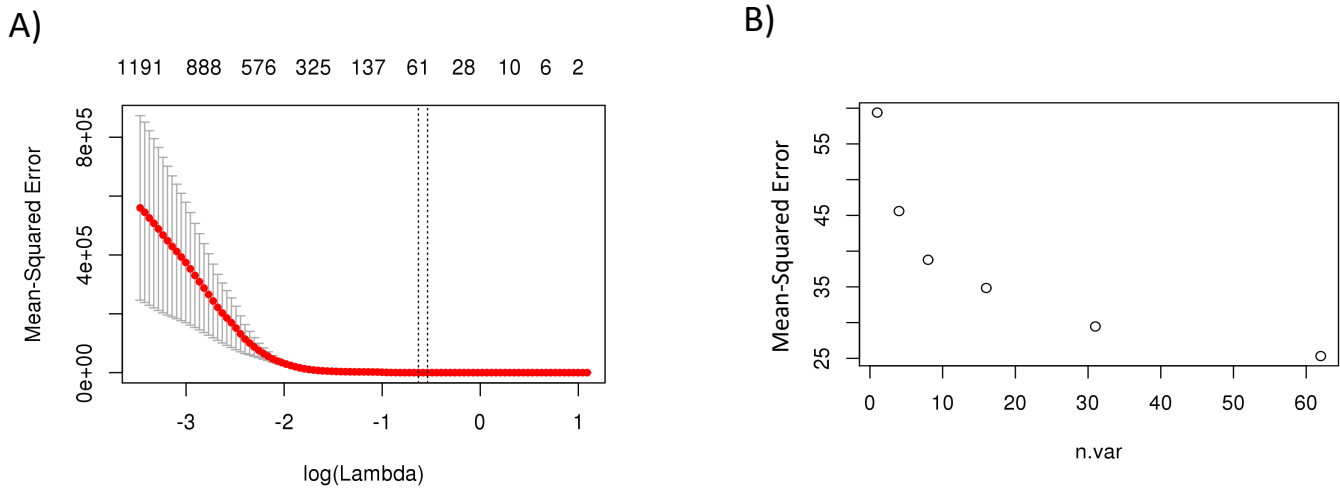 A)
1191 888 576 325 137 61 28 10 6 2
Mean-Squared Error
8e+05
4e+05
0e+00
-3 -2 -1 0 1
log(Lambda)
B)
Mean-Squared Error
55
45
35
25
0 10 20 30 40 50 60
n.var